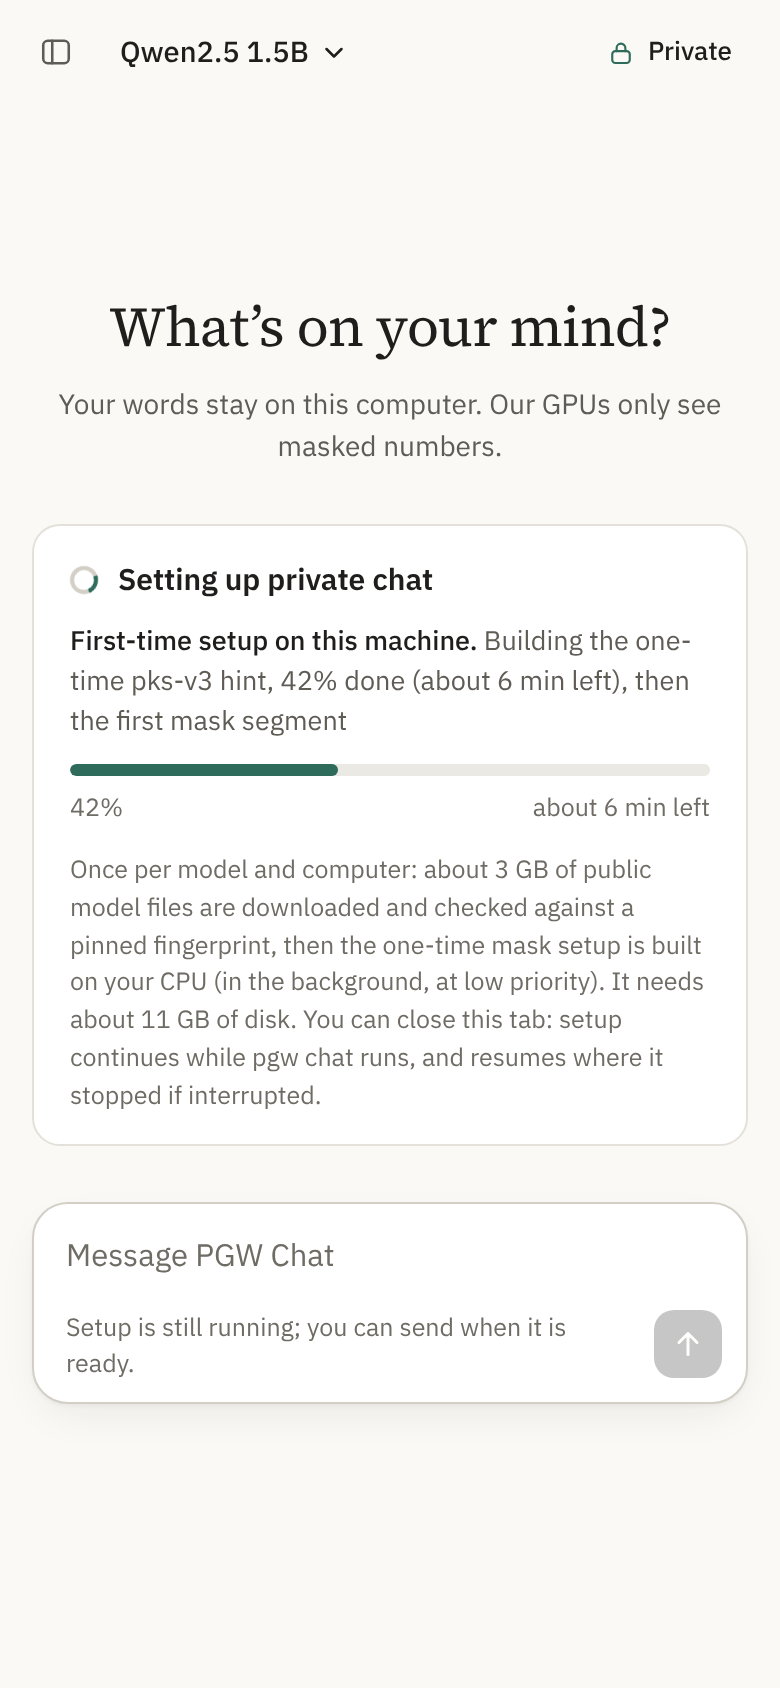 Qwen2.5 1.5B
Private
What’s on your mind?
Your words stay on this computer. Our GPUs only see
masked numbers.
Setting up private chat
First-time setup on this machine. Building the one-
time pks-v3 hint, 42% done (about 6 min left), then
the first mask segment
42%
about 6 min left
Once per model and computer: about 3 GB of public
model files are downloaded and checked against a
pinned fingerprint, then the one-time mask setup is built
on your CPU (in the background, at low priority). It needs
about 11 GB of disk. You can close this tab: setup
continues while pgw chat runs, and resumes where it
stopped if interrupted.
Message PGW Chat
Setup is still running; you can send when it is
ready.